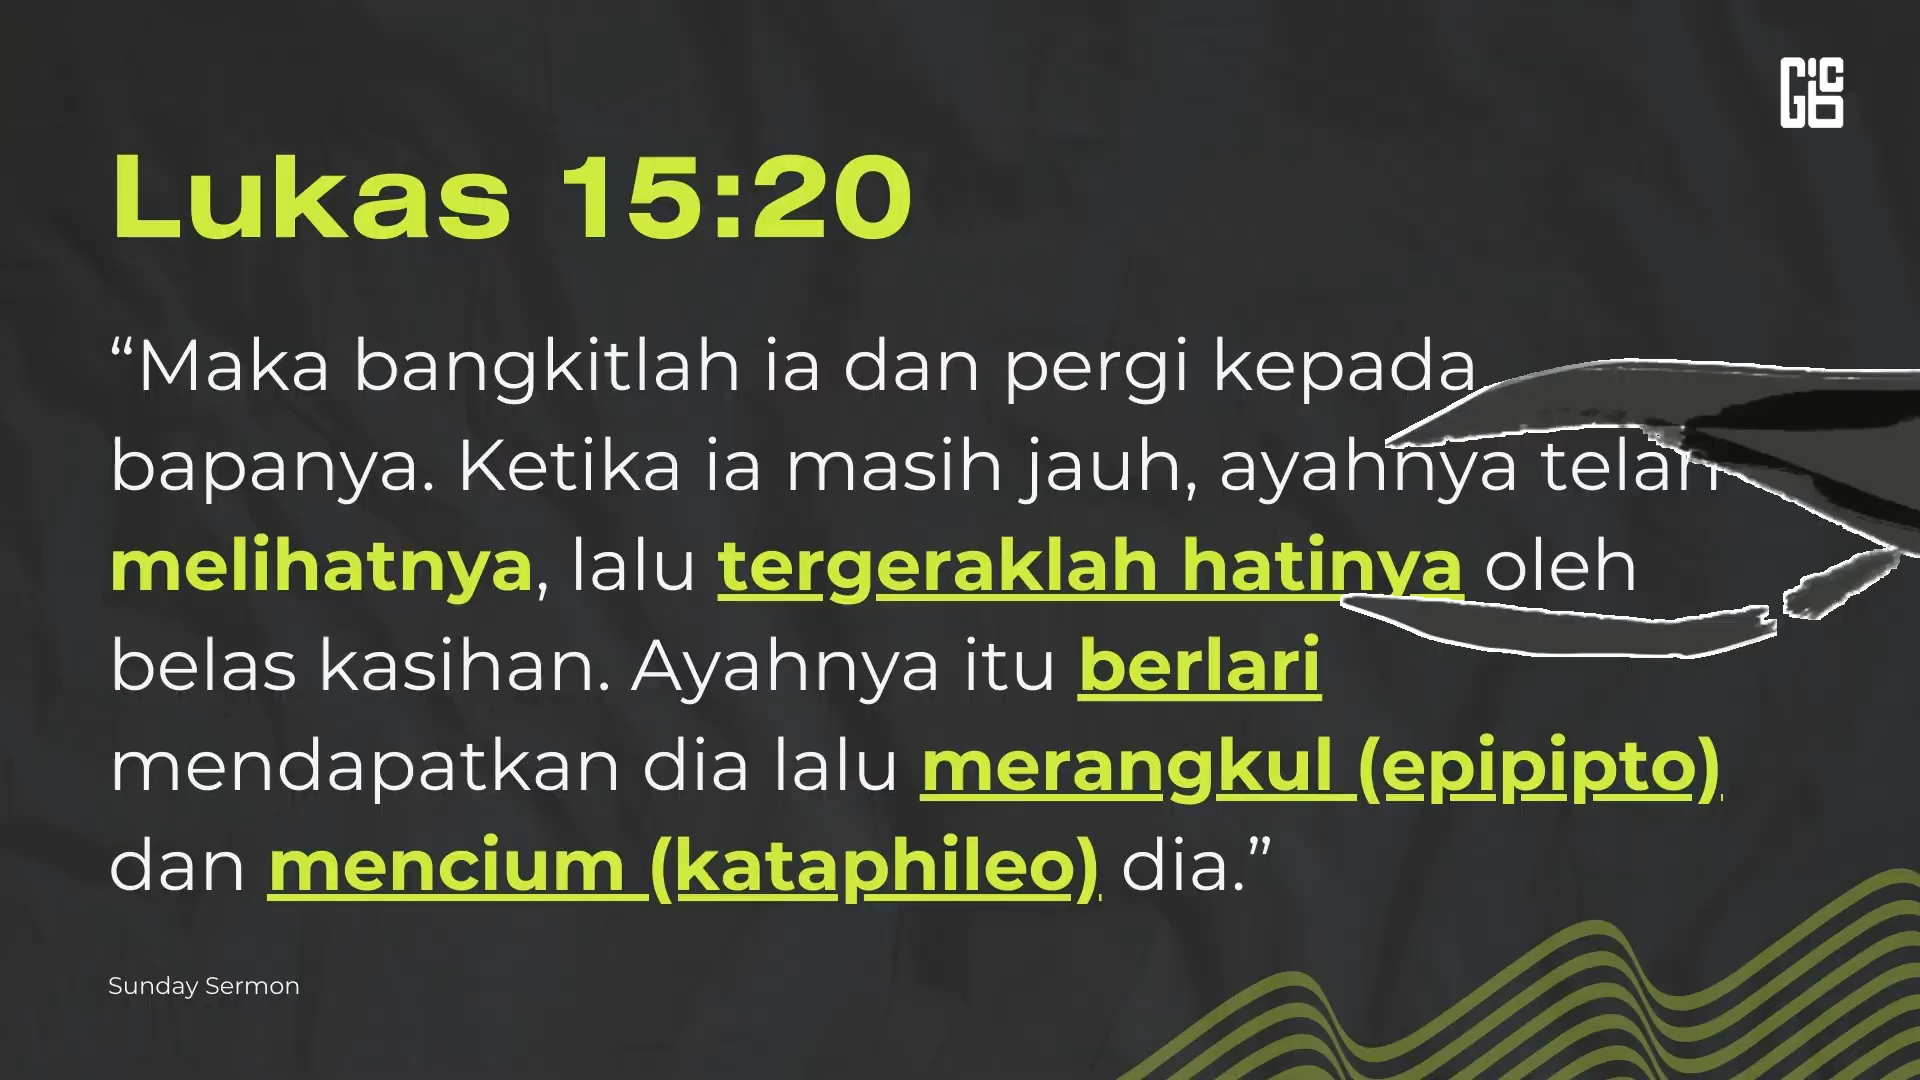 GICB
Lukas 15:20
“Maka bangkitlah ia dan pergi kepada
bapanya. Ketika ia masih jauh, ayahnya telah
melihatnya, lalu tergeraklah hatinya oleh
belas kasihan. Ayahnya itu berlari
mendapatkan dia lalu merangkul (epipipto)
dan mencium (kataphileo) dia.”
Sunday Sermon